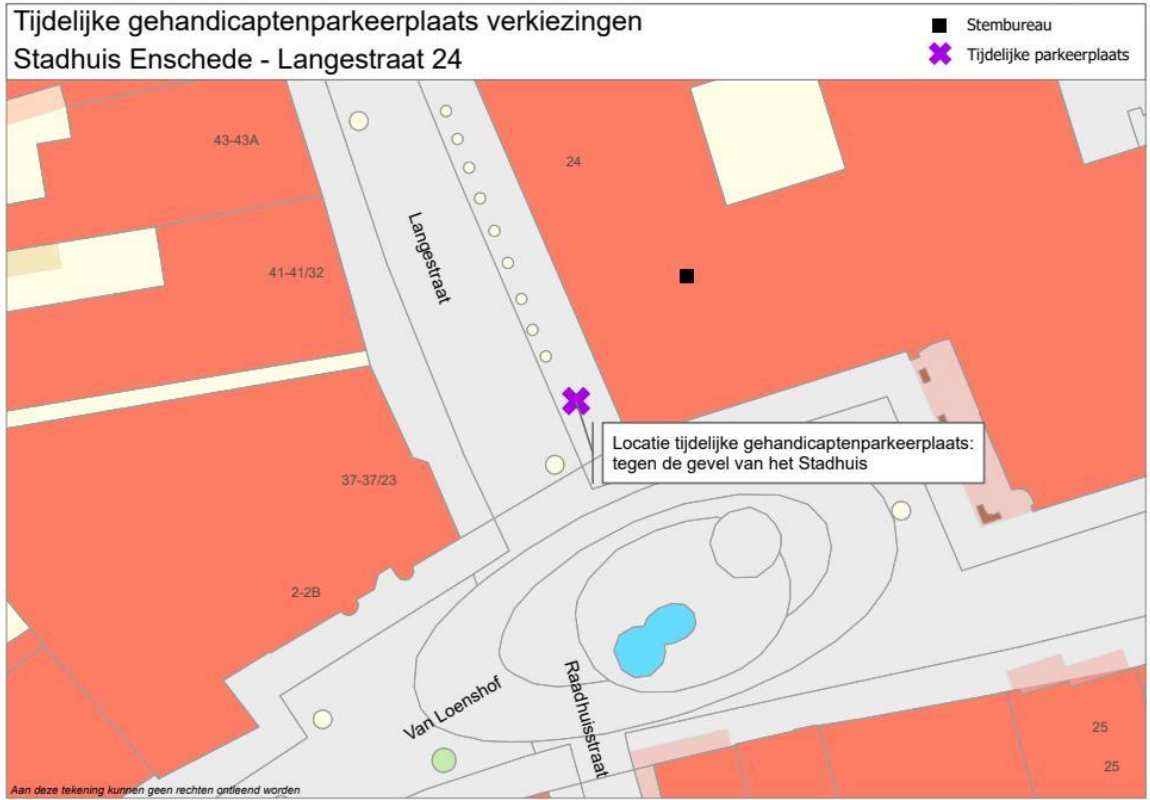 Tijdelijke gehandicaptenparkeerplaats verkiezingen
Stadhuis Enschede - Langestraat 24
Stembureau
Tijdelijke parkeerplaats
43-43A
24
Langestraat
41-41/32
Locatie tijdelijke gehandicaptenparkeerplaats:
tegen de gevel van het Stadhuis
37-37/23
2-2B
Van Loenshof
Raadhuisstraat
25
25
Aan deze tekening kunnen geen rechten ontleend worden